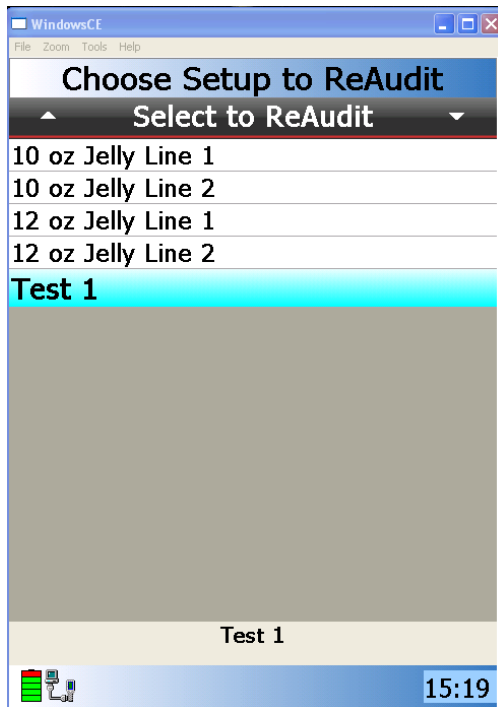 WindowsCE
File Zoom Tools Help
Choose Setup to ReAudit
Select to ReAudit
10 oz Jelly Line 1
10 oz Jelly Line 2
12 oz Jelly Line 1
12 oz Jelly Line 2
Test 1
Test 1
15:19